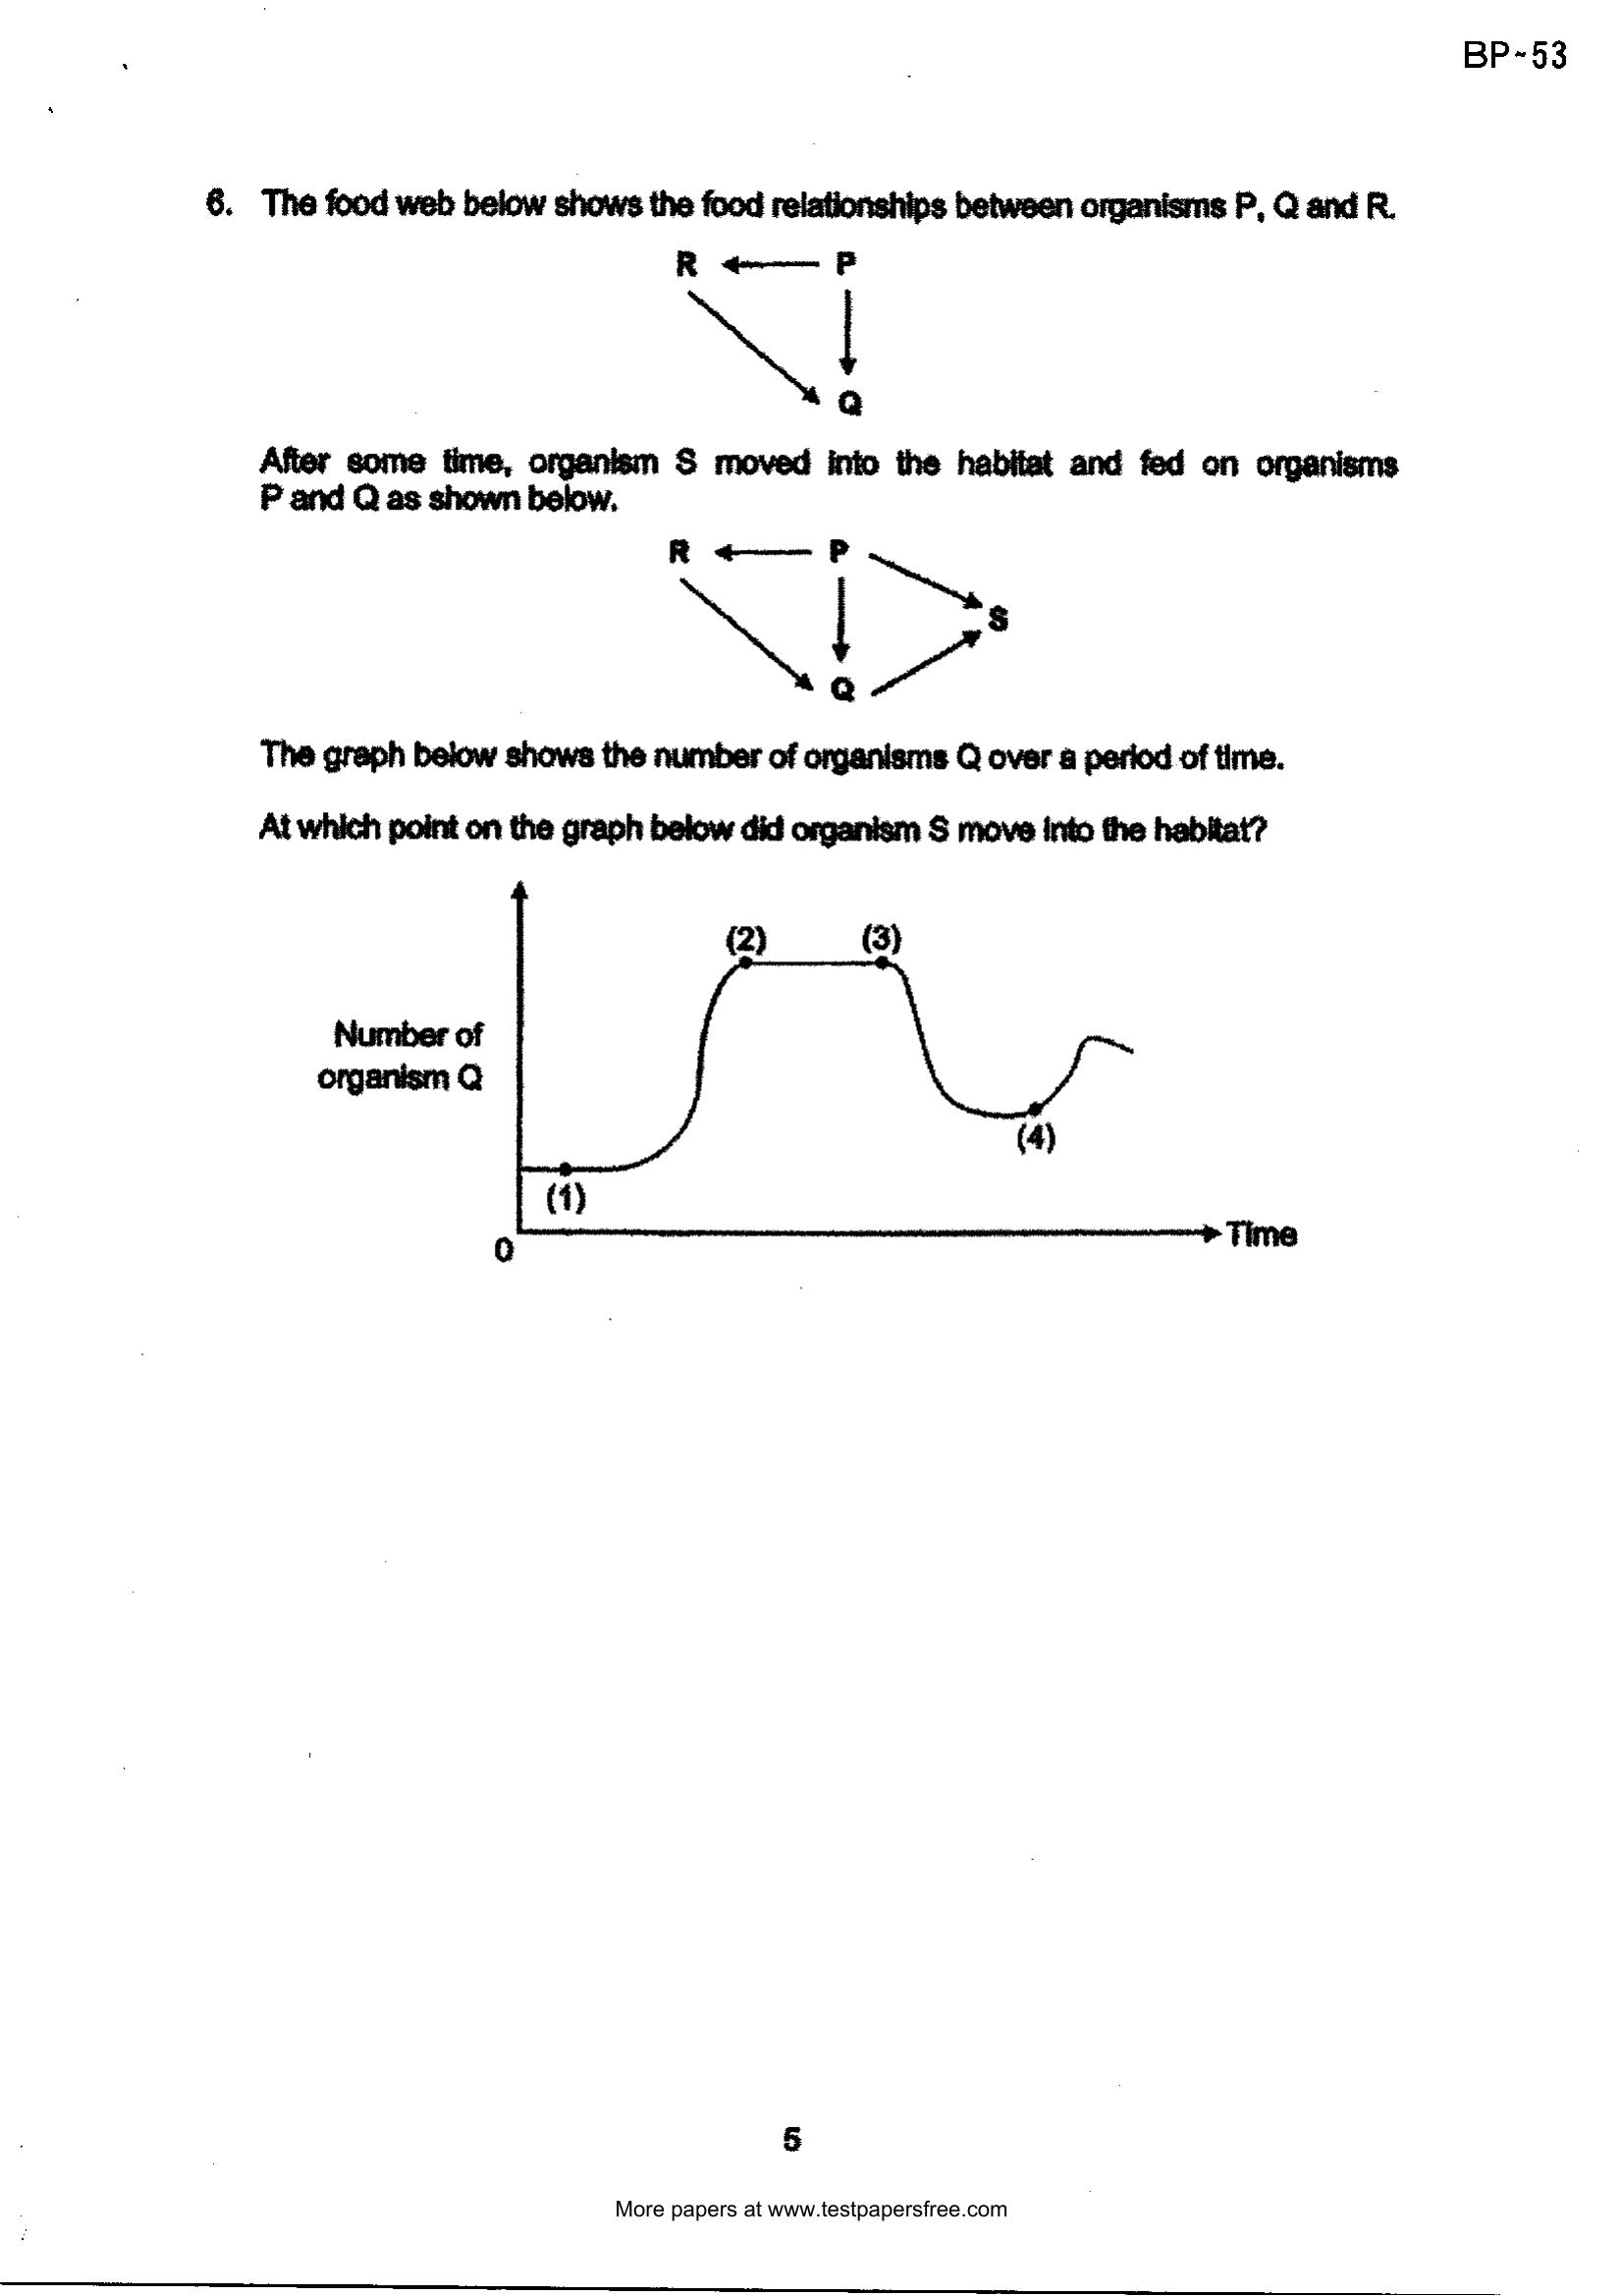 BP-53
6. The food web below shows the food relationships between organisms P, Q and R.
R P
Q
After some time, organism S moved into the habitat and fed on organisms
P and Q as shown below.
R P
S
Q
The graph below shows the number of organisms Q over a period of time.
At which point on the graph below did organism S move into the habitat?
(2) (3)
Number of
organism Q
(4)
(1)
0
Time
5
More papers at www.testpapersfree.com